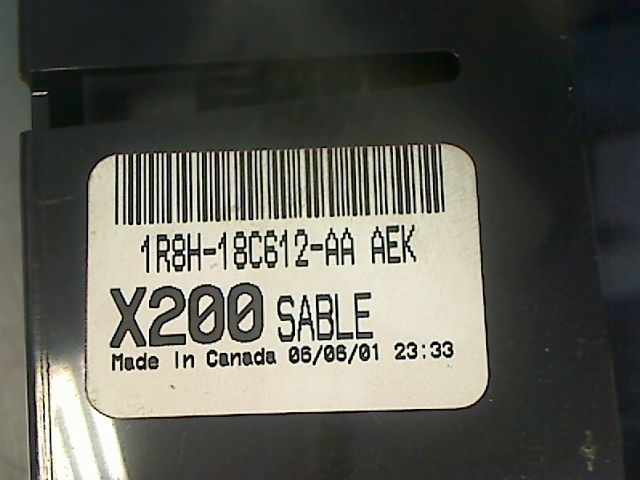 1R8H-18C612-AA AEK
X200 SABLE
Made In Canada 06/06/01 23:33